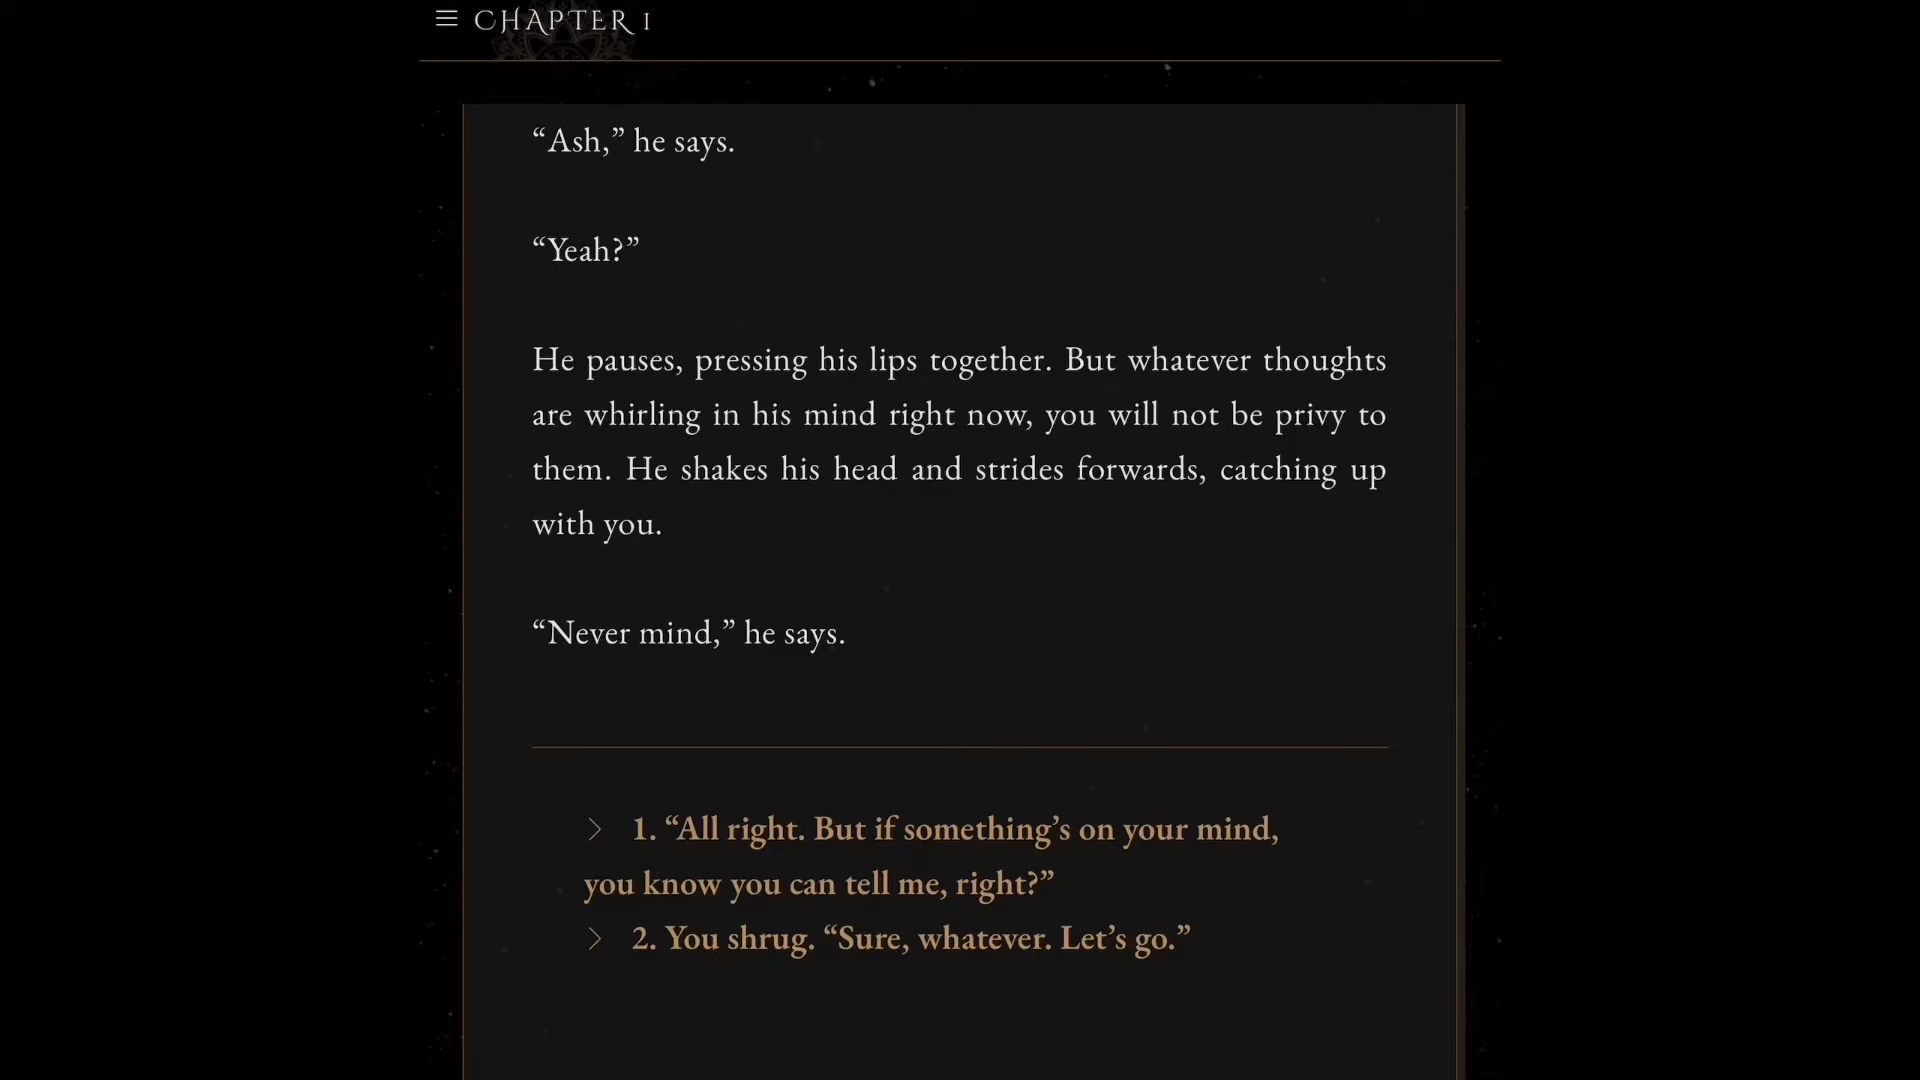 CHAPTER 1
“Ash,” he says.
“Yeah?”
He pauses, pressing his lips together. But whatever thoughts
are whirling in his mind right now, you will not be privy to
them. He shakes his head and strides forwards, catching up
with you.
“Never mind,” he says.
1. “All right. But if something’s on your mind,
you know you can tell me, right?”
2. You shrug. “Sure, whatever. Let’s go.”